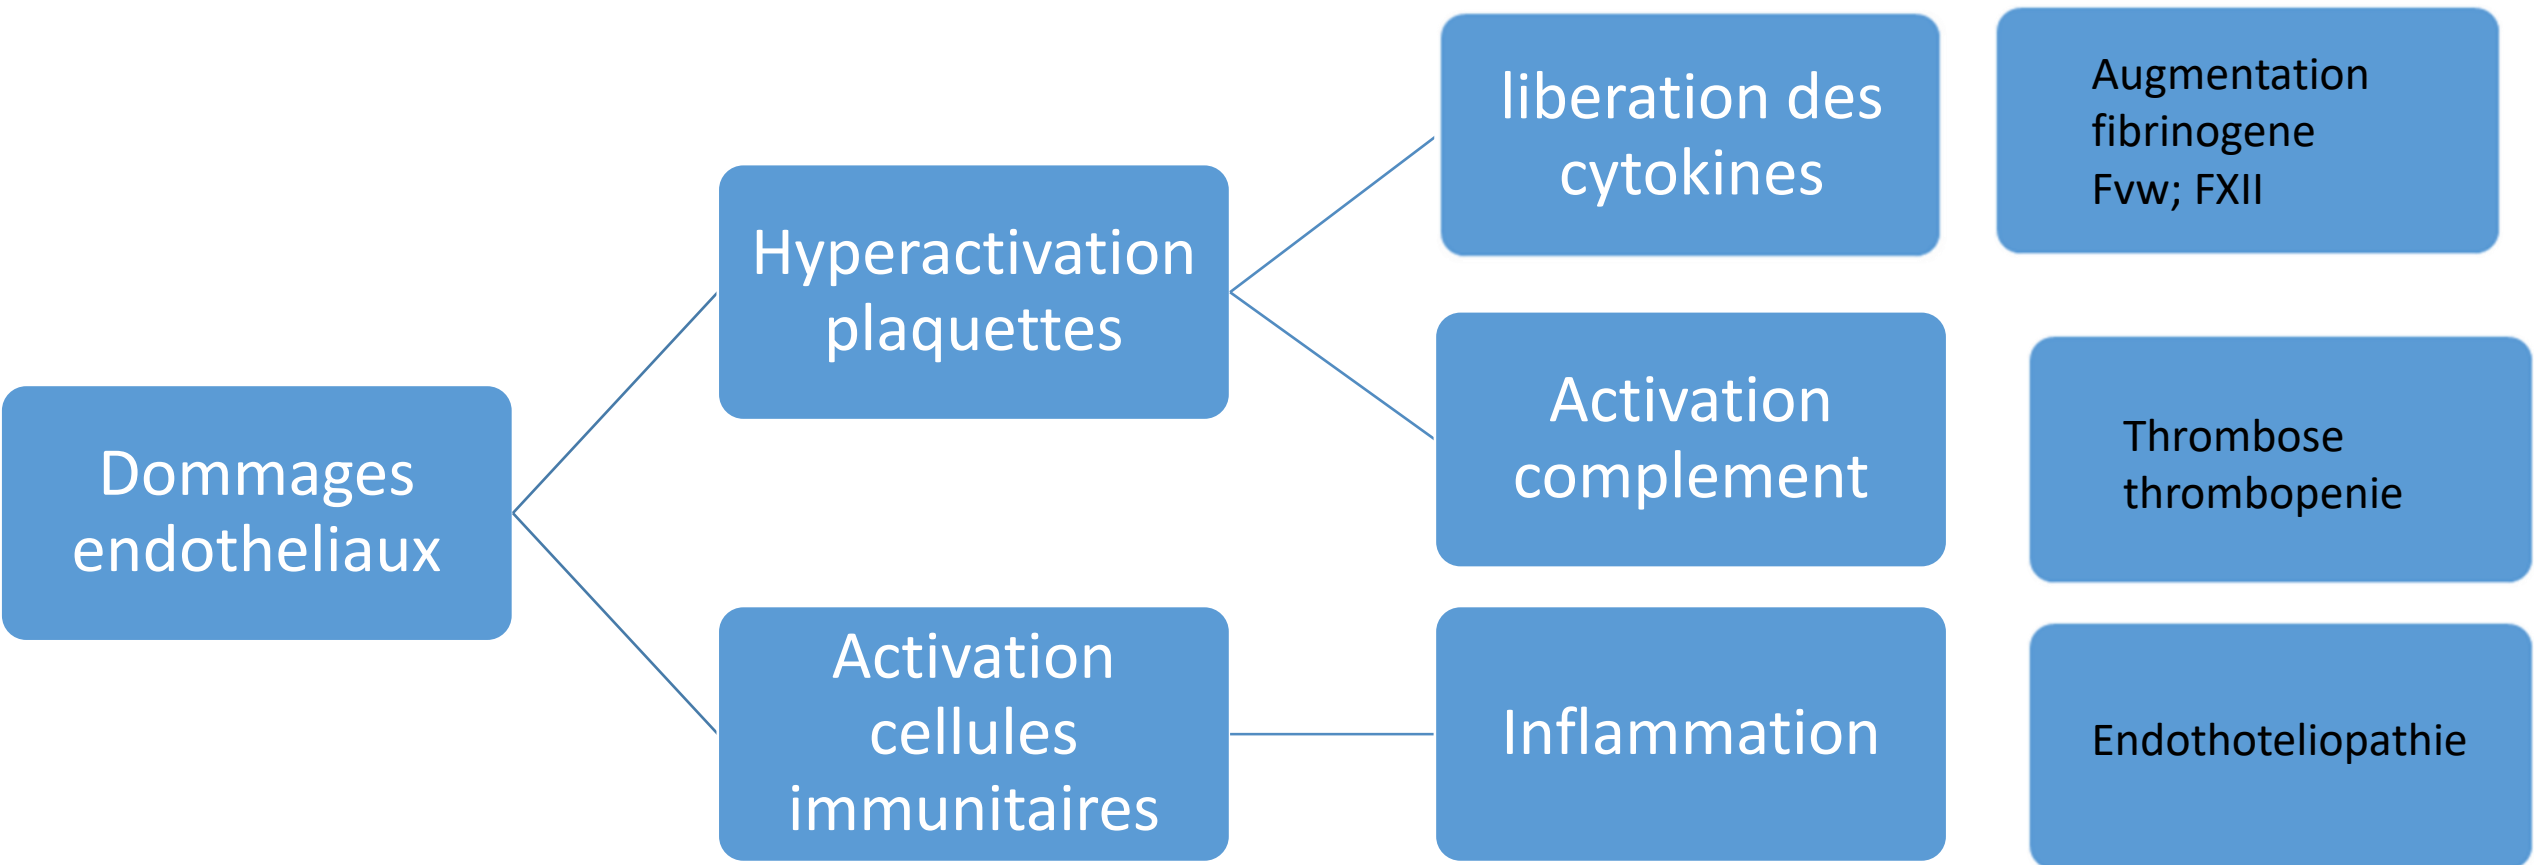 Dommages
endotheliaux
Hyperactivation
plaquettes
liberation des
cytokines
Augmentation
fibrinogene
Fvw; FXII
Activation
complement
Thrombose
thrombopenie
Activation
cellules
immunitaires
Inflammation
Endothoteliopathie